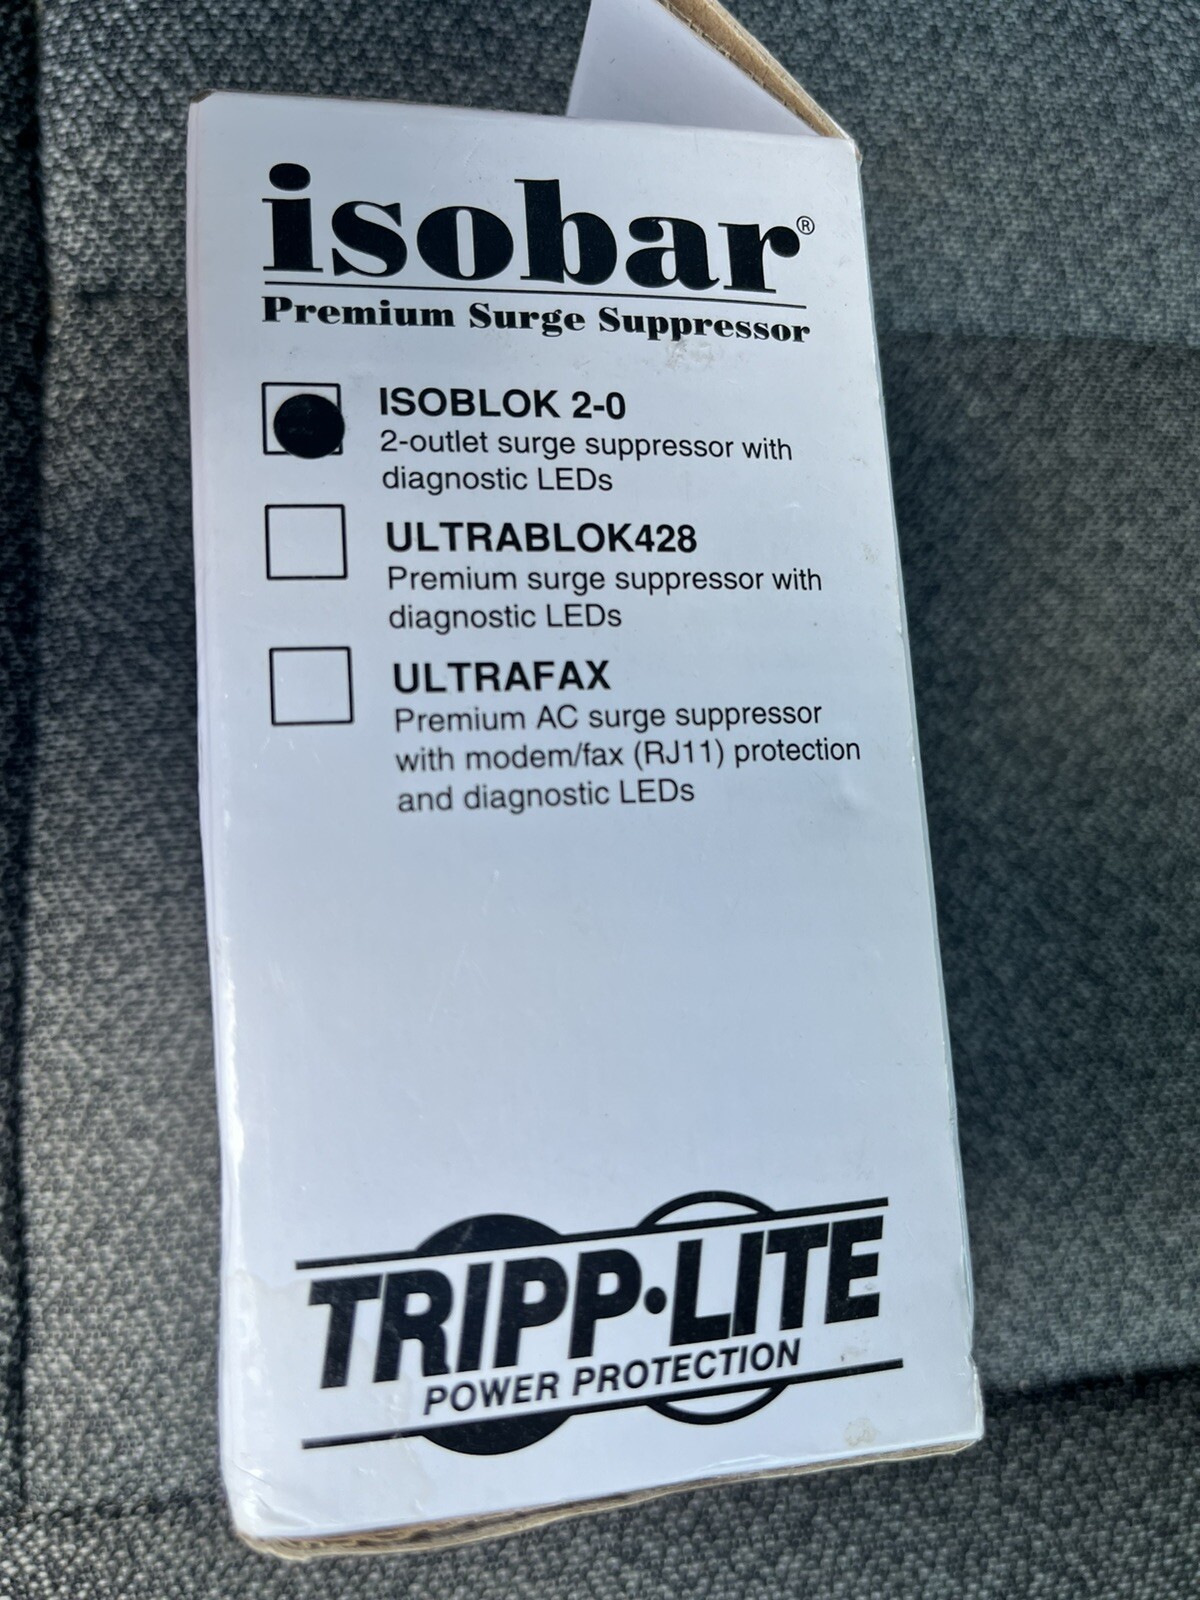 isobar®
Premium Surge Suppressor
ISOBLOK 2-0
2-outlet surge suppressor with
diagnostic LEDs
ULTRABLOK428
Premium surge suppressor with
diagnostic LEDs
ULTRAFAX
Premium AC surge suppressor
with modem/fax (RJ11) protection
and diagnostic LEDs
TRIPP·LITE
POWER PROTECTION